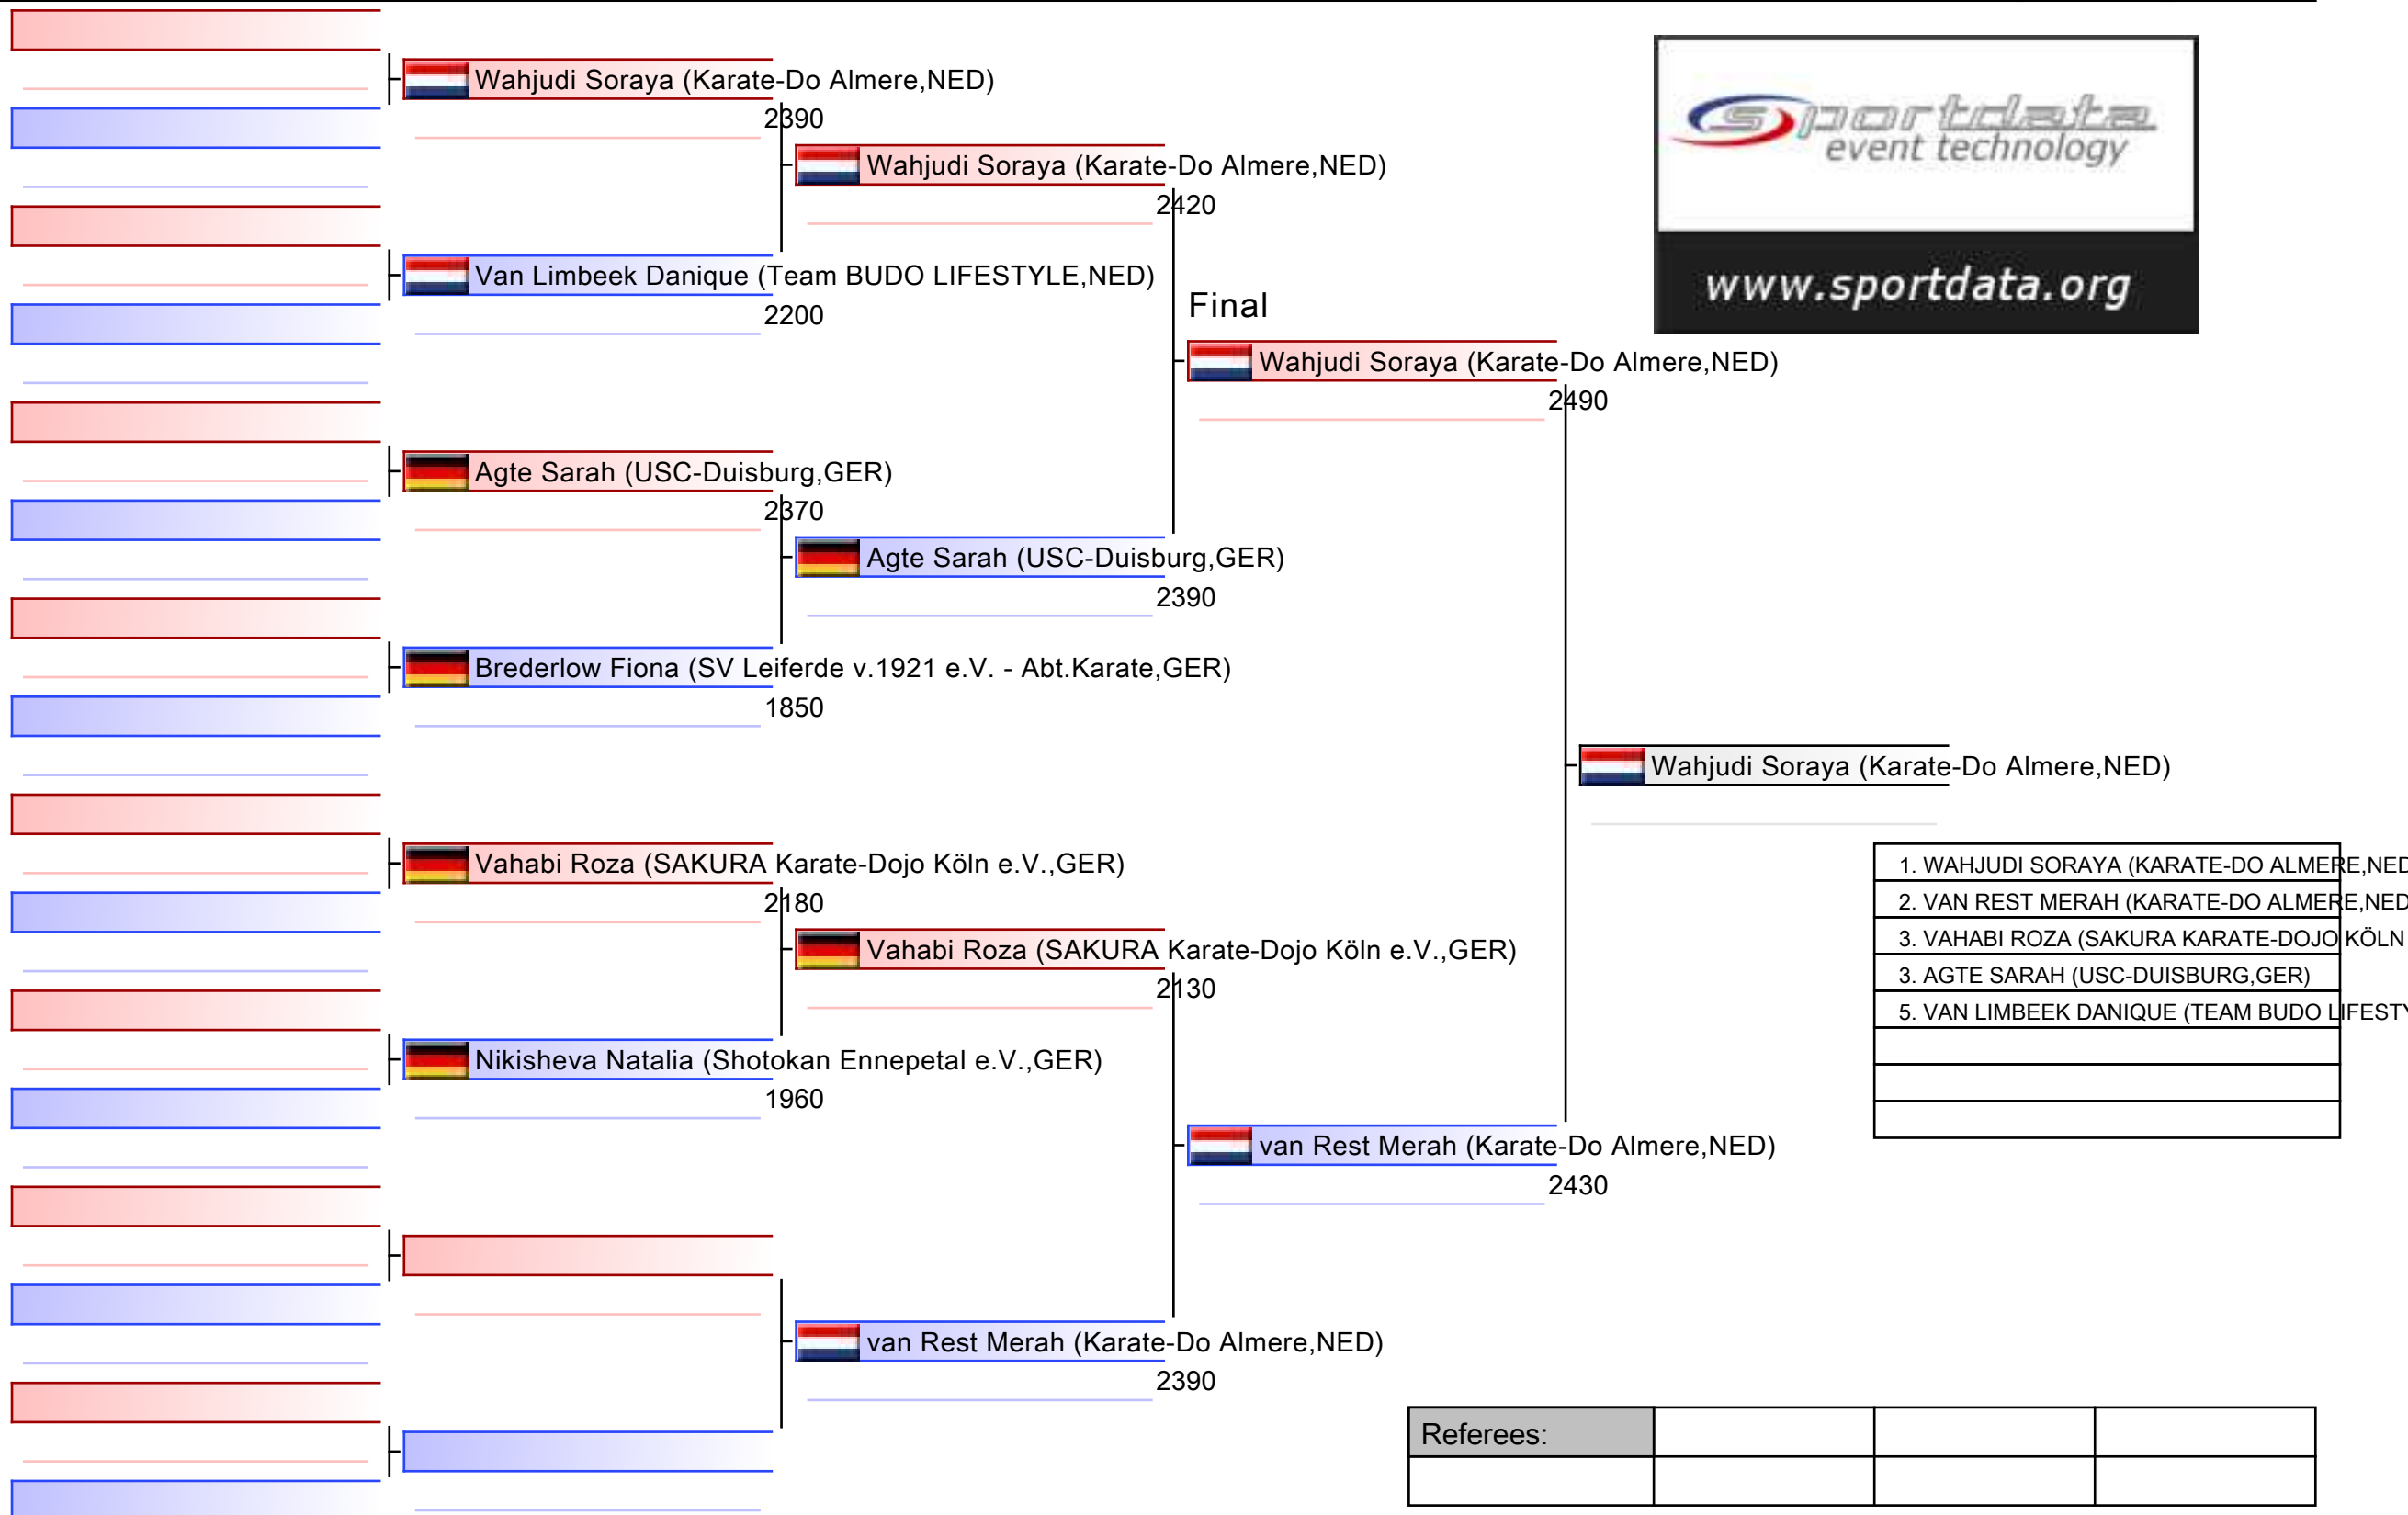 Wahjudi Soraya (Karate-Do Almere,NED)
2390
Van Limbeek Danique (Team BUDO LIFESTYLE,NED)
2200
Agte Sarah (USC-Duisburg,GER)
2370
Brederlow Fiona (SV Leiferde v.1921 e.V. - Abt.Karate,GER)
1850
Vahabi Roza (SAKURA Karate-Dojo Köln e.V.,GER)
2180
Nikisheva Natalia (Shotokan Ennepetal e.V.,GER)
1960
Wahjudi Soraya (Karate-Do Almere,NED)
2420
Agte Sarah (USC-Duisburg,GER)
2390
Vahabi Roza (SAKURA Karate-Dojo Köln e.V.,GER)
2130
van Rest Merah (Karate-Do Almere,NED)
2390
Final
Wahjudi Soraya (Karate-Do Almere,NED)
2490
van Rest Merah (Karate-Do Almere,NED)
2430
Wahjudi Soraya (Karate-Do Almere,NED)
sportdata
event technology
www.sportdata.org
1. WAHJUDI SORAYA (KARATE-DO ALMERE,NED
2. VAN REST MERAH (KARATE-DO ALMERE,NED
3. VAHABI ROZA (SAKURA KARATE-DOJO KÖLN
3. AGTE SARAH (USC-DUISBURG,GER)
5. VAN LIMBEEK DANIQUE (TEAM BUDO LIFESTY
Referees: